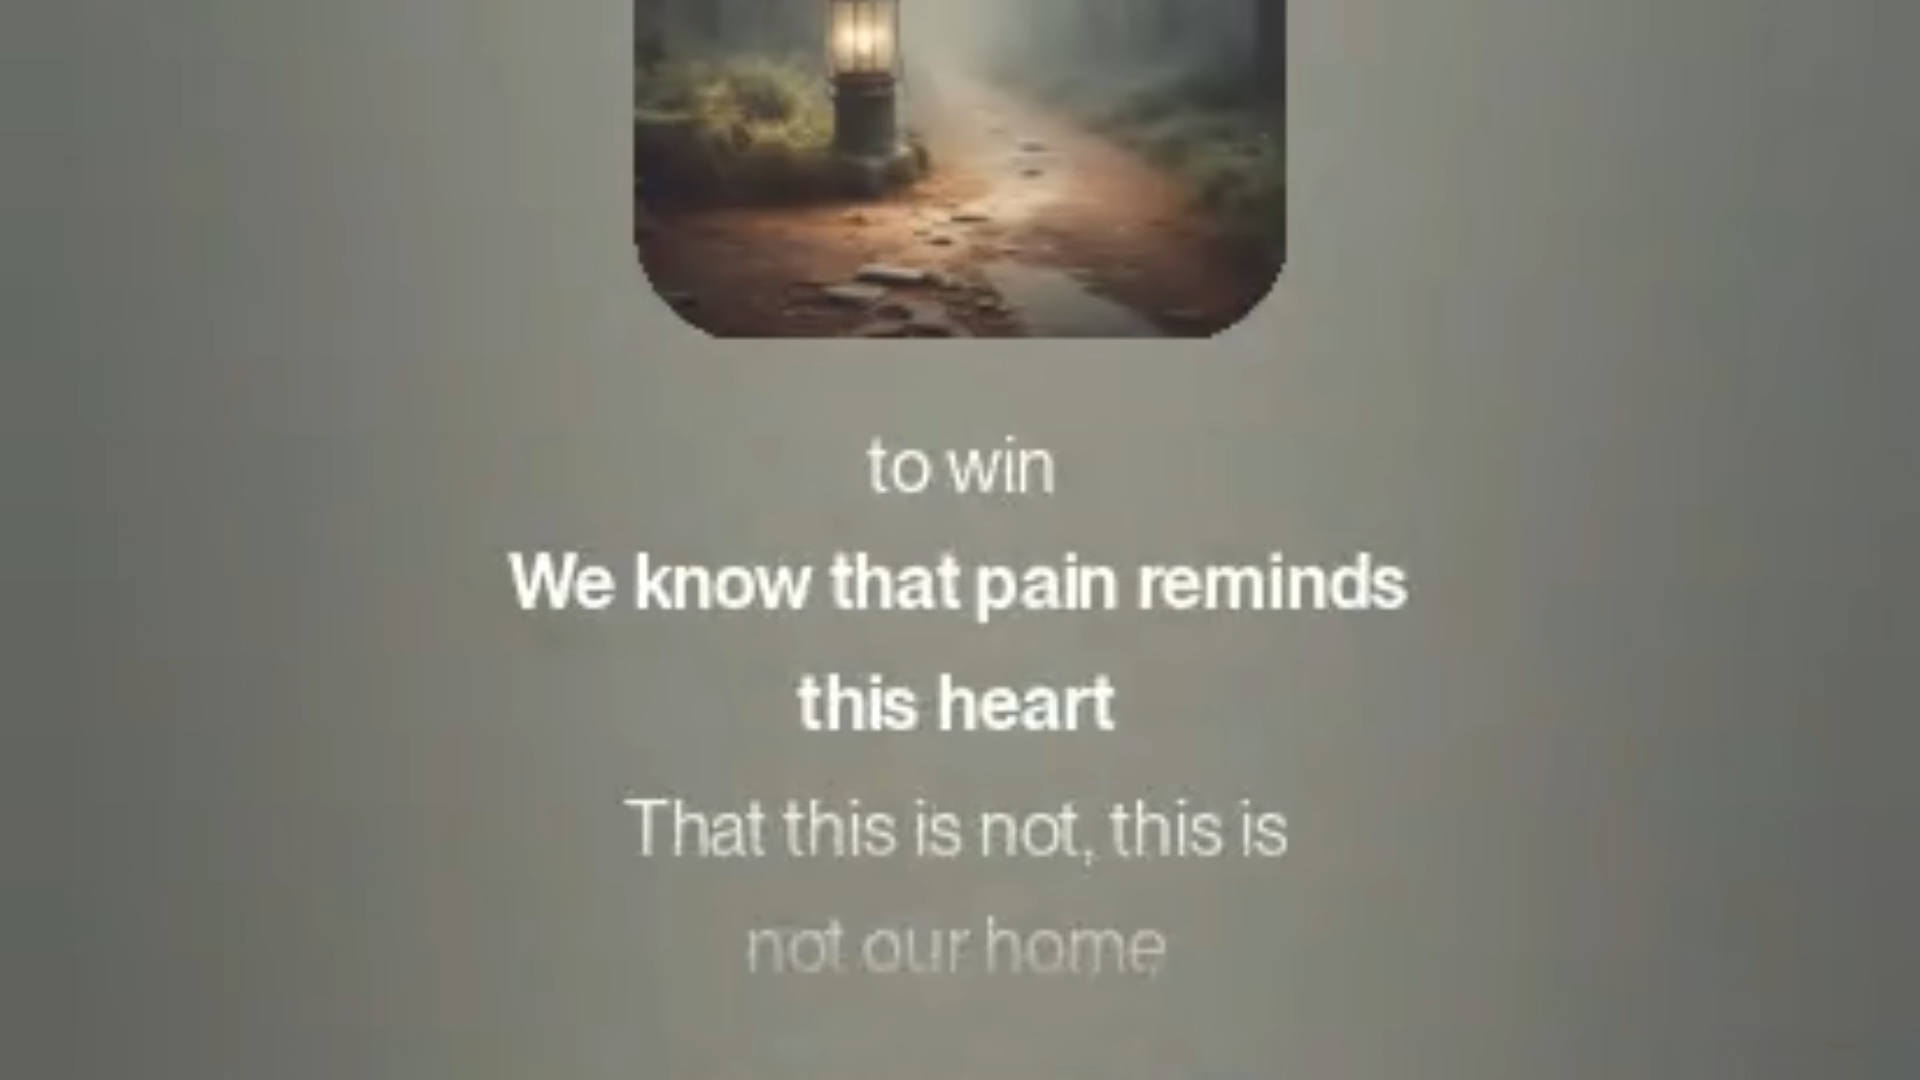 to win
We know that pain reminds
this heart
That this is not, this is
not our home